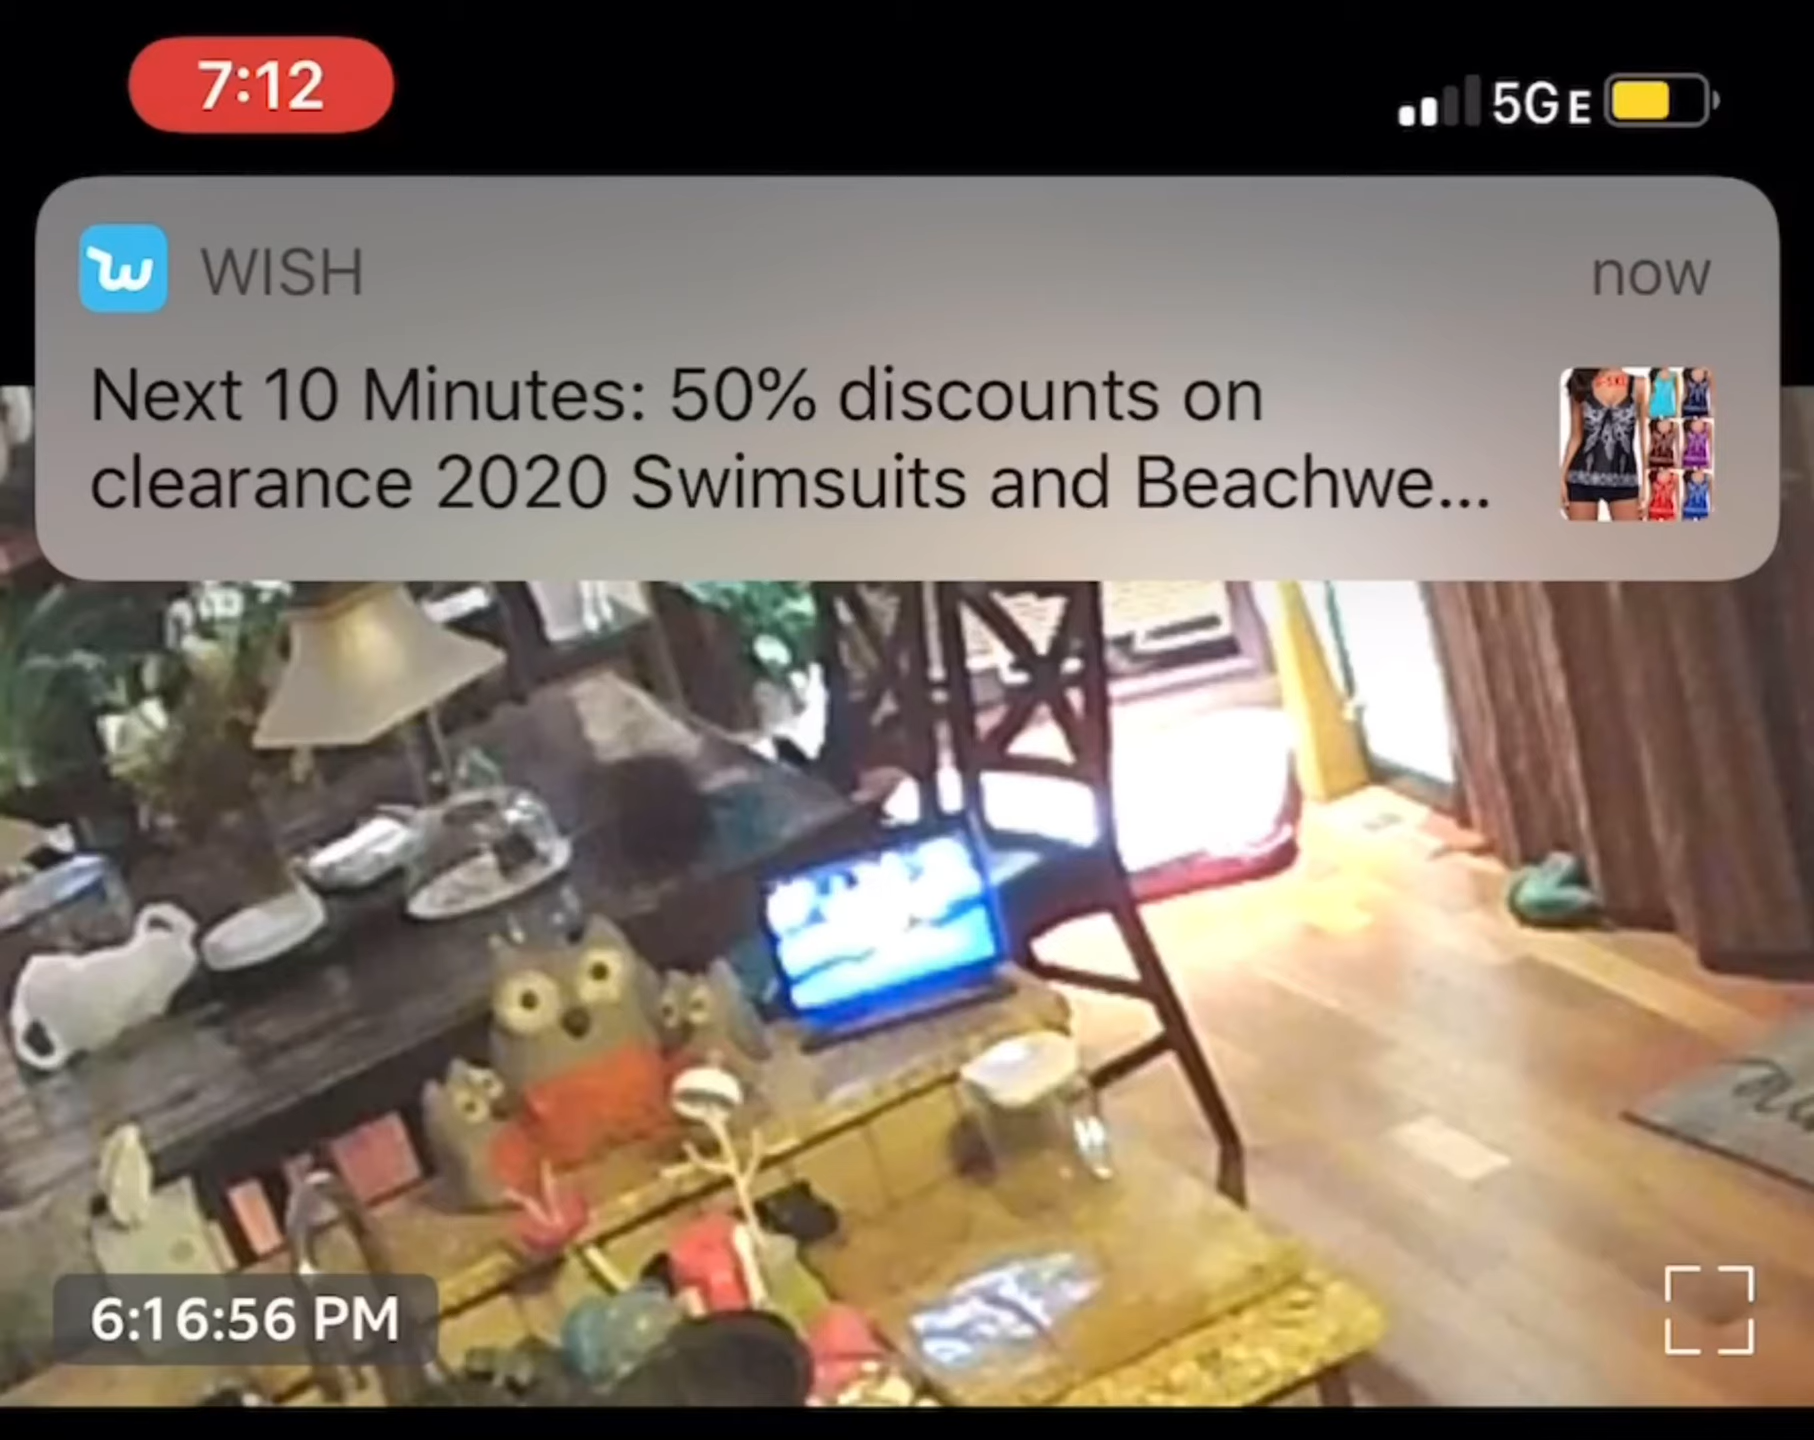 7:12
5GE
WISH
now
Next 10 Minutes: 50% discounts on
clearance 2020 Swimsuits and Beachwe...
6:16:56 PM